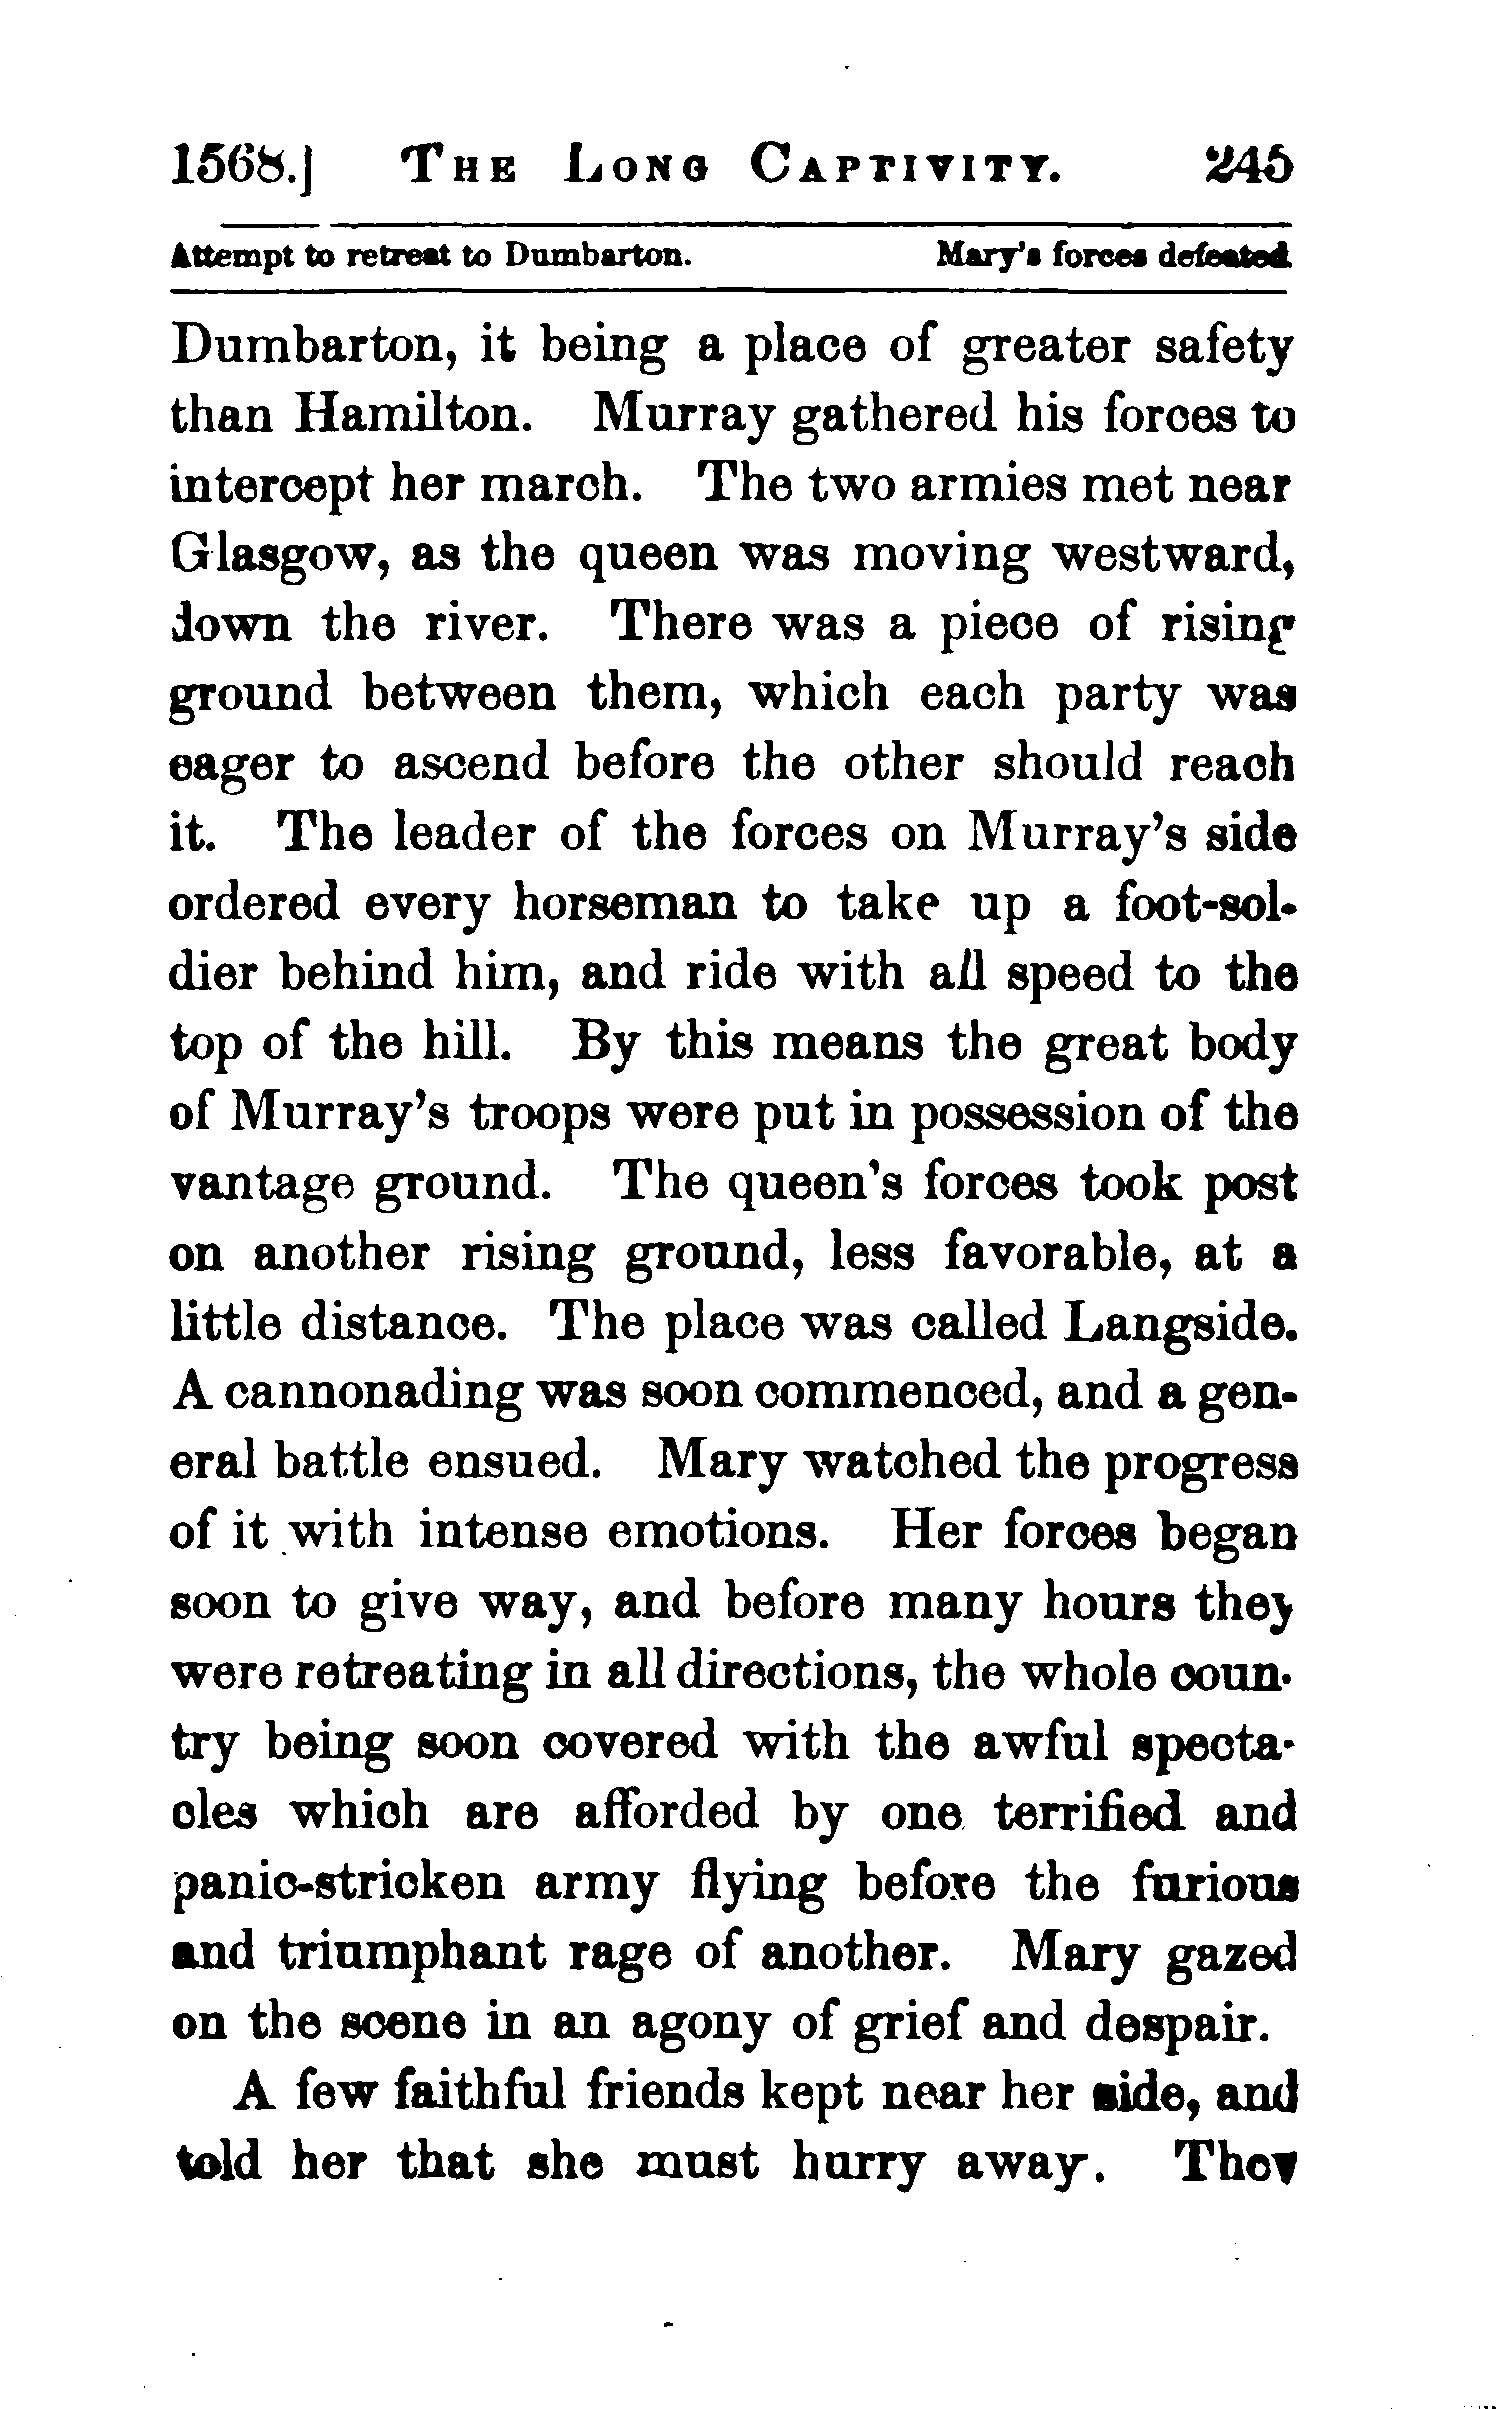 1568.] THE LONG CAPTIVITY. 245
Attempt to retreat to Dumbarton. Mary's forces defeated.
Dumbarton, it being a place of greater safety
than Hamilton. Murray gathered his forces to
intercept her march. The two armies met near
Glasgow, as the queen was moving westward,
down the river. There was a piece of rising
ground between them, which each party was
eager to ascend before the other should reach
it. The leader of the forces on Murray's side
ordered every horseman to take up a foot-sol-
dier behind him, and ride with all speed to the
top of the hill. By this means the great body
of Murray's troops were put in possession of the
vantage ground. The queen's forces took post
on another rising ground, less favorable, at a
little distance. The place was called Langside.
A cannonading was soon commenced, and a gen-
eral battle ensued. Mary watched the progress
of it with intense emotions. Her forces began
soon to give way, and before many hours they
were retreating in all directions, the whole coun-
try being soon covered with the awful specta-
cles which are afforded by one terrified and
panic-stricken army flying before the furious
and triumphant rage of another. Mary gazed
on the scene in an agony of grief and despair.
A few faithful friends kept near her side, and
told her that she must hurry away. They